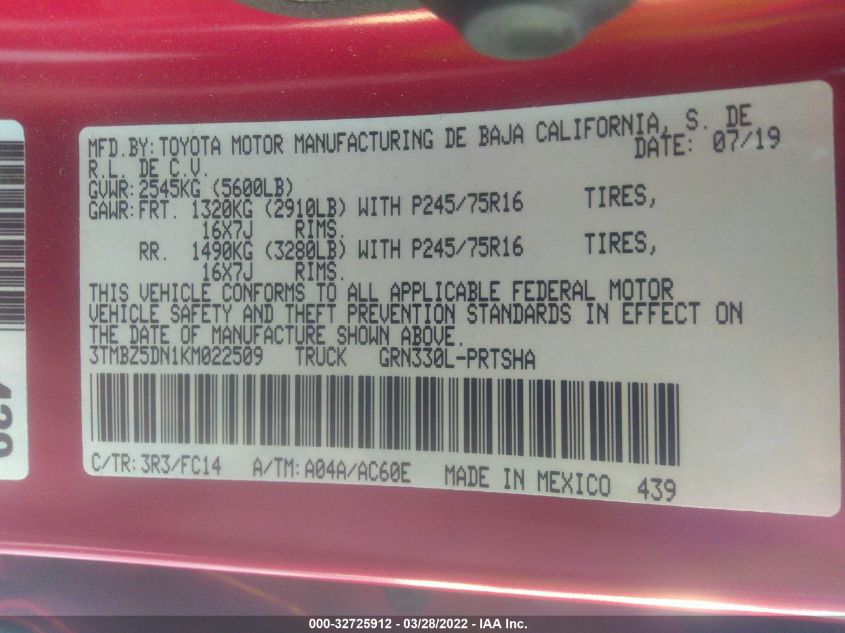 MFD.BY: TOYOTA MOTOR MANUFACTURING DE BAJA CALIFORNIA, S. DE
R.L. DE C.V. DATE: 07/19
GVWR: 2545KG (5600LB)
GAWR: FRT. 1320KG (2910LB) WITH P245/75R16 TIRES,
16X7J RIMS.
RR. 1490KG (3280LB) WITH P245/75R16 TIRES,
16X7J RIMS.
THIS VEHICLE CONFORMS TO ALL APPLICABLE FEDERAL MOTOR
VEHICLE SAFETY AND THEFT PREVENTION STANDARDS IN EFFECT ON
THE DATE OF MANUFACTURE SHOWN ABOVE.
3TMBZ5DN1KM022509 TRUCK GRN330L-PRTSHA
C/TR: 3R3/FC14 A/TM: A04A/AC60E MADE IN MEXICO 439
000-32725912 - 03/28/2022 - IAA Inc.